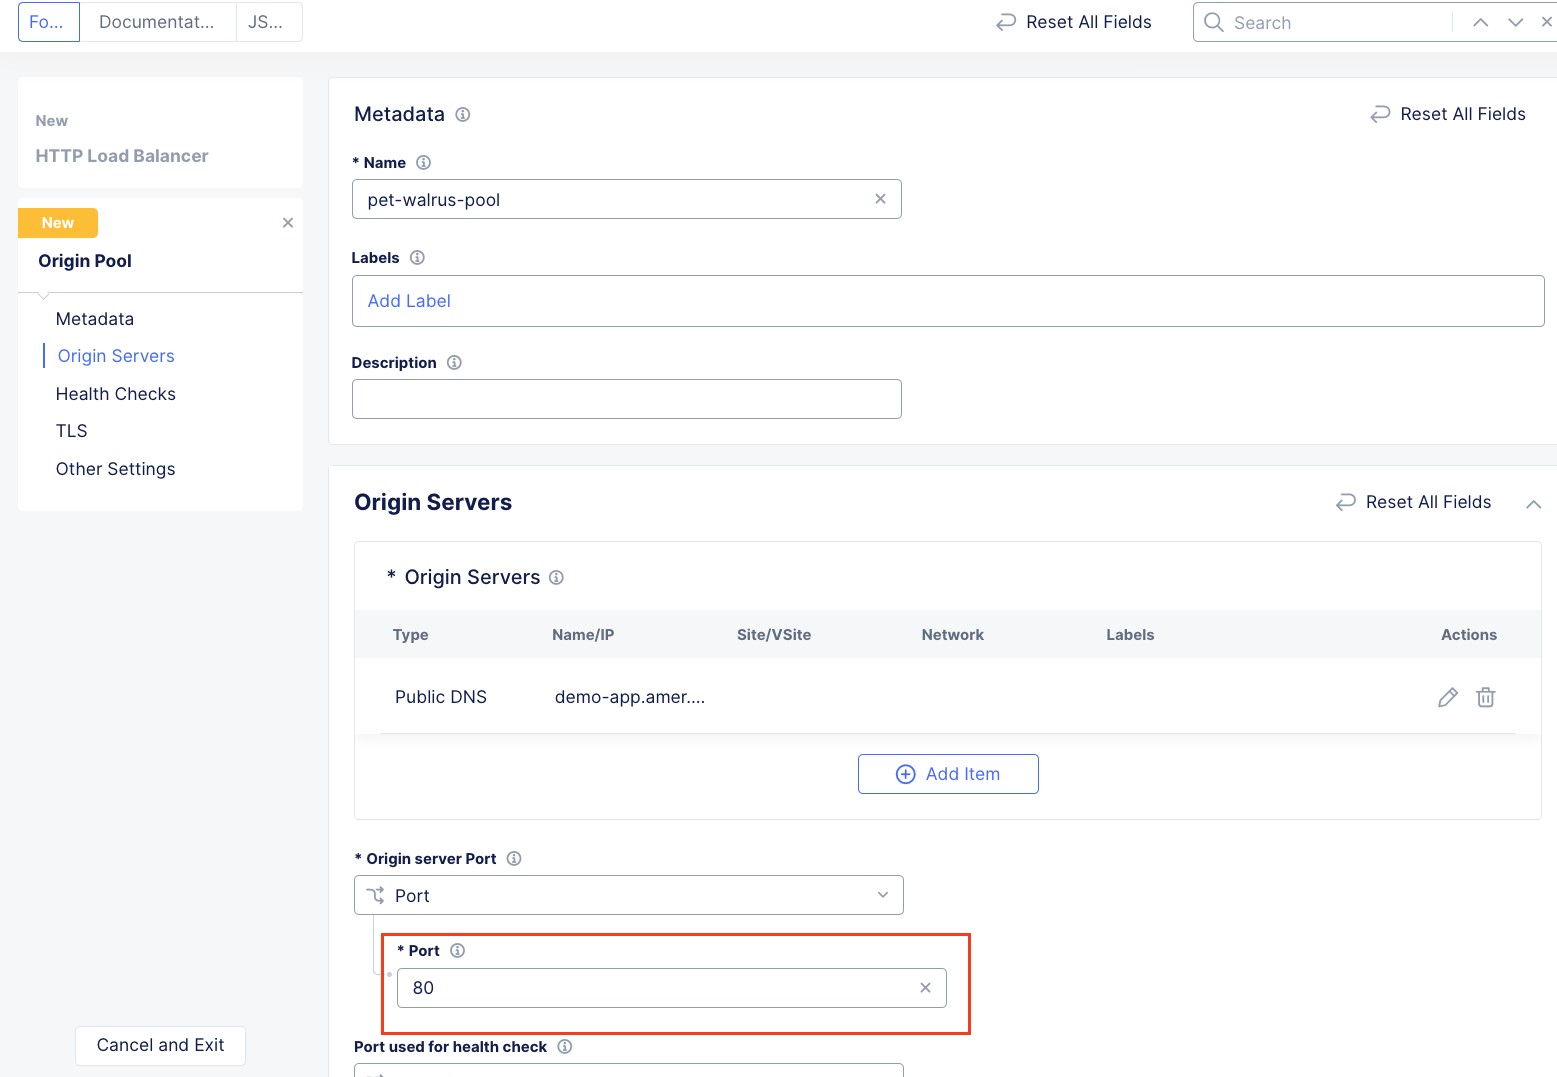 Fo...
Documentat...
JS...
Reset All Fields
Search
New
HTTP Load Balancer
New
Origin Pool
Metadata
Origin Servers
Health Checks
TLS
Other Settings
Cancel and Exit
Metadata
Reset All Fields
* Name
pet-walrus-pool
Labels
Add Label
Description
Origin Servers
Reset All Fields
* Origin Servers
Type Name/IP Site/VSite Network Labels Actions
Public DNS demo-app.amer....
Add Item
* Origin server Port
Port
* Port
80
Port used for health check